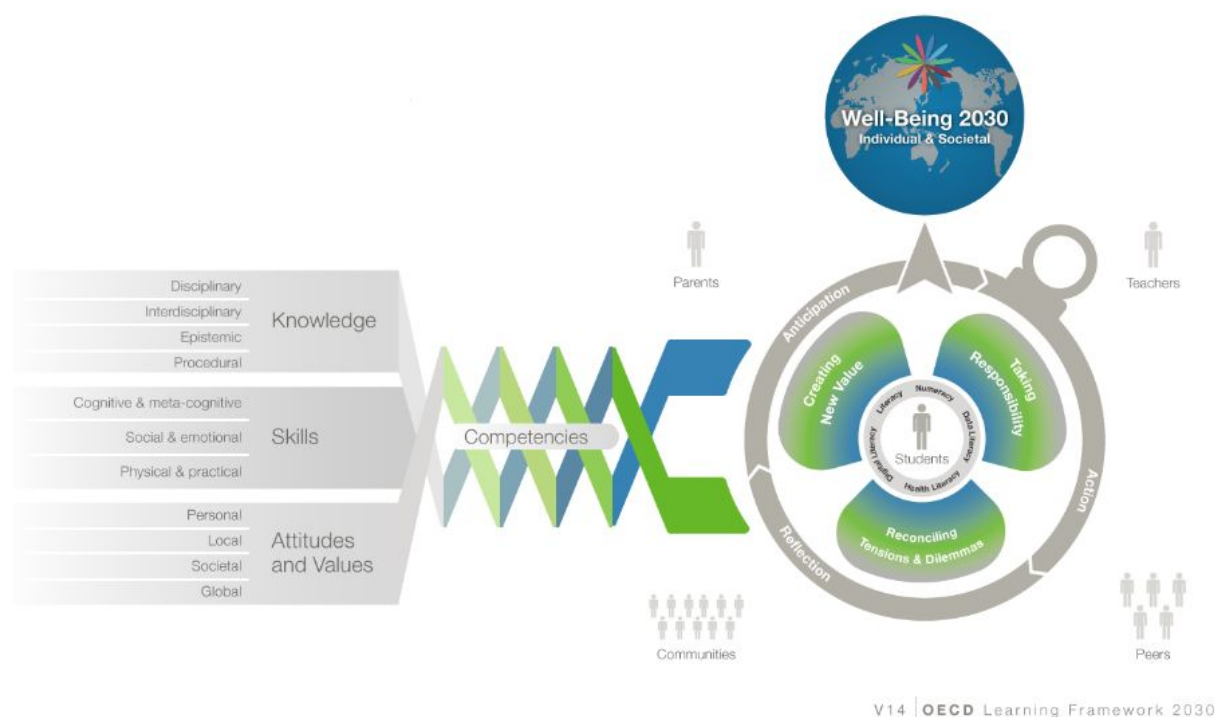 Well-Being 2030
Individual & Societal
Parents
Teachers
Disciplinary
Interdisciplinary
Epistemic
Procedural
Knowledge
Cognitive & meta-cognitive
Social & emotional
Physical & practical
Skills
Personal
Local
Societal
Global
Attitudes
and Values
Competencies
Anticipation
Action
Reflection
Creating
New Value
Taking
Responsibility
Reconciling
Tensions & Dilemmas
Literacy
Numeracy
Data Literacy
Health Literacy
Digital Literacy
Students
Communities
Peers
V14 | OECD Learning Framework 2030